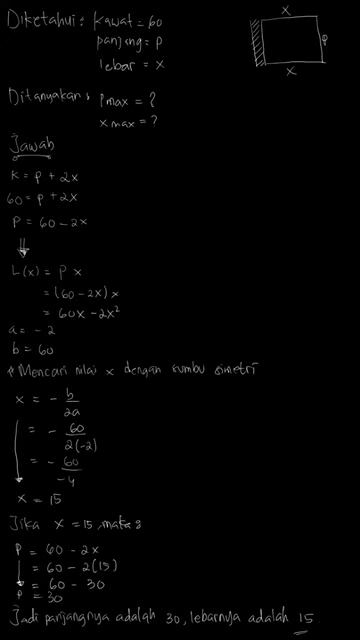 Diketahui: Kawat = 60
panjang = p
lebar = x
x
p
x
Ditanyakan: Pmax = ?
xmax = ?
Jawab
K = p + 2x
60 = p + 2x
p = 60 - 2x
L(x) = p x
= (60 - 2x) x
= 60x - 2x²
a = -2
b = 60
* Mencari nilai x dengan sumbu simetri
x = - b/2a
= - 60/2(-2)
= - 60/-4
x = 15
Jika x = 15, maka:
p = 60 - 2x
= 60 - 2(15)
= 60 - 30
p = 30
Jadi panjangnya adalah 30, lebarnya adalah 15.